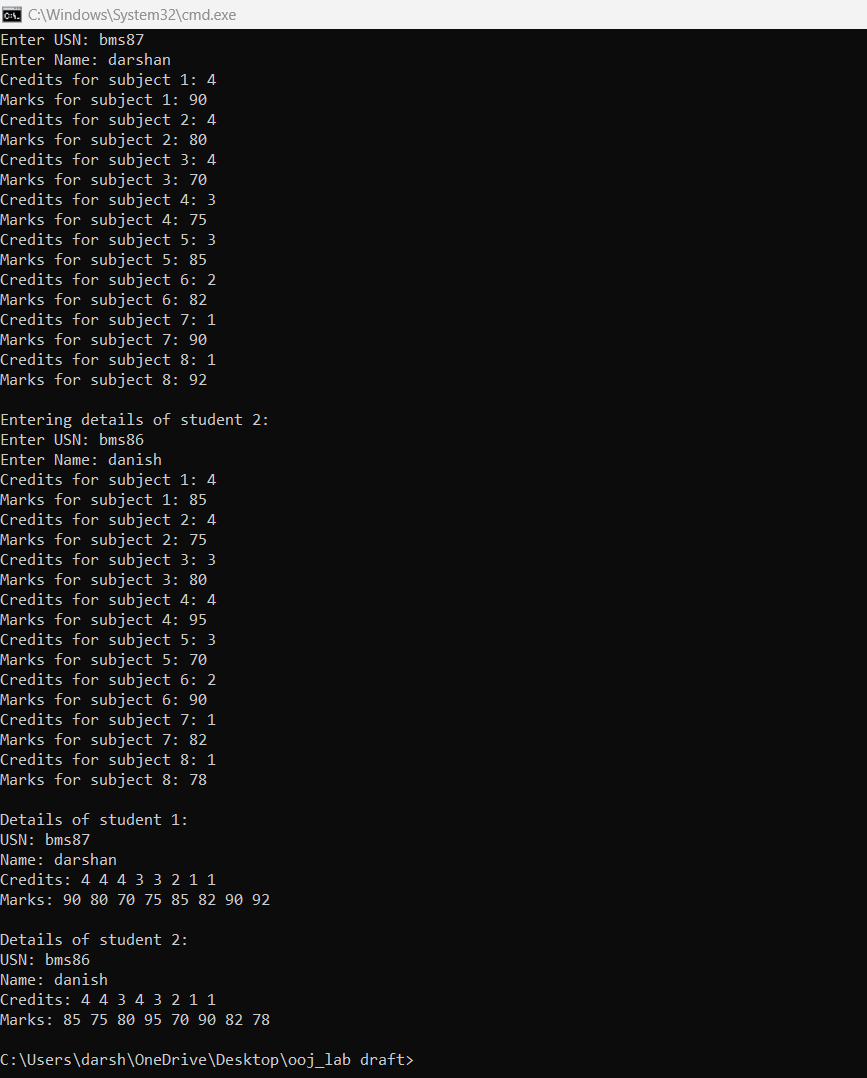 C:\Windows\System32\cmd.exe
Enter USN: bms87
Enter Name: darshan
Credits for subject 1: 4
Marks for subject 1: 90
Credits for subject 2: 4
Marks for subject 2: 80
Credits for subject 3: 4
Marks for subject 3: 70
Credits for subject 4: 3
Marks for subject 4: 75
Credits for subject 5: 3
Marks for subject 5: 85
Credits for subject 6: 2
Marks for subject 6: 82
Credits for subject 7: 1
Marks for subject 7: 90
Credits for subject 8: 1
Marks for subject 8: 92

Entering details of student 2:
Enter USN: bms86
Enter Name: danish
Credits for subject 1: 4
Marks for subject 1: 85
Credits for subject 2: 4
Marks for subject 2: 75
Credits for subject 3: 3
Marks for subject 3: 80
Credits for subject 4: 4
Marks for subject 4: 95
Credits for subject 5: 3
Marks for subject 5: 70
Credits for subject 6: 2
Marks for subject 6: 90
Credits for subject 7: 1
Marks for subject 7: 82
Credits for subject 8: 1
Marks for subject 8: 78

Details of student 1:
USN: bms87
Name: darshan
Credits: 4 4 4 3 3 2 1 1
Marks: 90 80 70 75 85 82 90 92

Details of student 2:
USN: bms86
Name: danish
Credits: 4 4 3 4 3 2 1 1
Marks: 85 75 80 95 70 90 82 78

C:\Users\darsh\OneDrive\Desktop\ooj_lab draft>